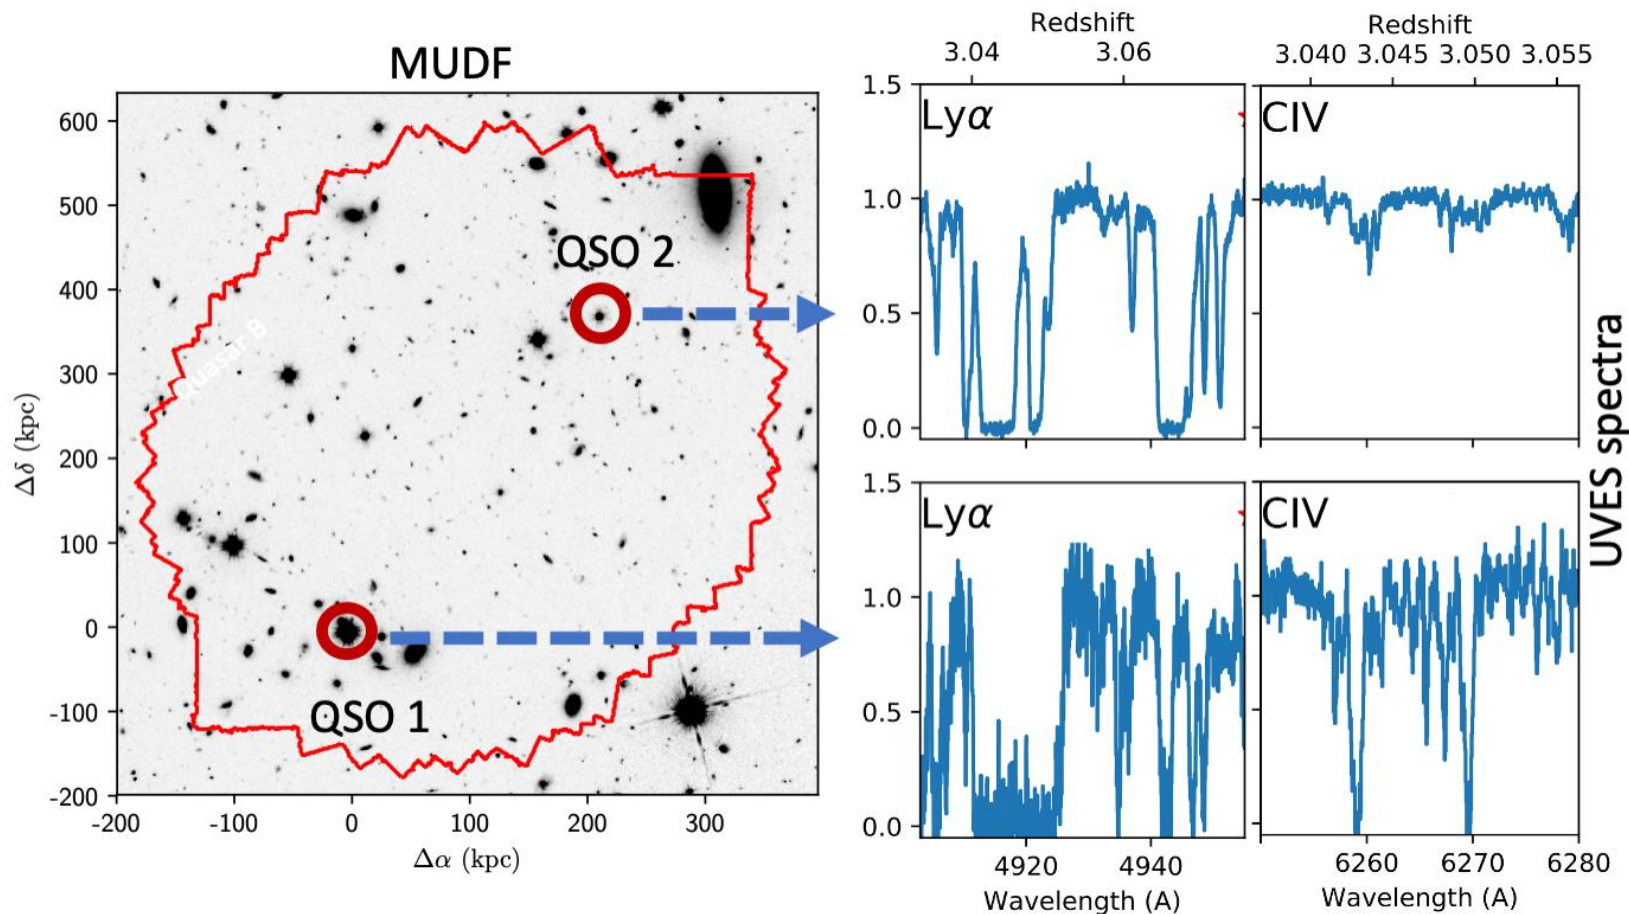 MUDF
600
500
400
300
200
100
0
-100
-200
-200
-100
0
100
200
300
Δδ (kpc)
Δα (kpc)
Quasar B
QSO 2
QSO 1
Redshift
3.04
3.06
Redshift
3.040 3.045 3.050 3.055
1.5
1.0
0.5
0.0
Lyα
CIV
1.5
1.0
0.5
0.0
Lyα
CIV
4920
4940
Wavelength (A)
6260
6270
6280
Wavelength (A)
UVES spectra